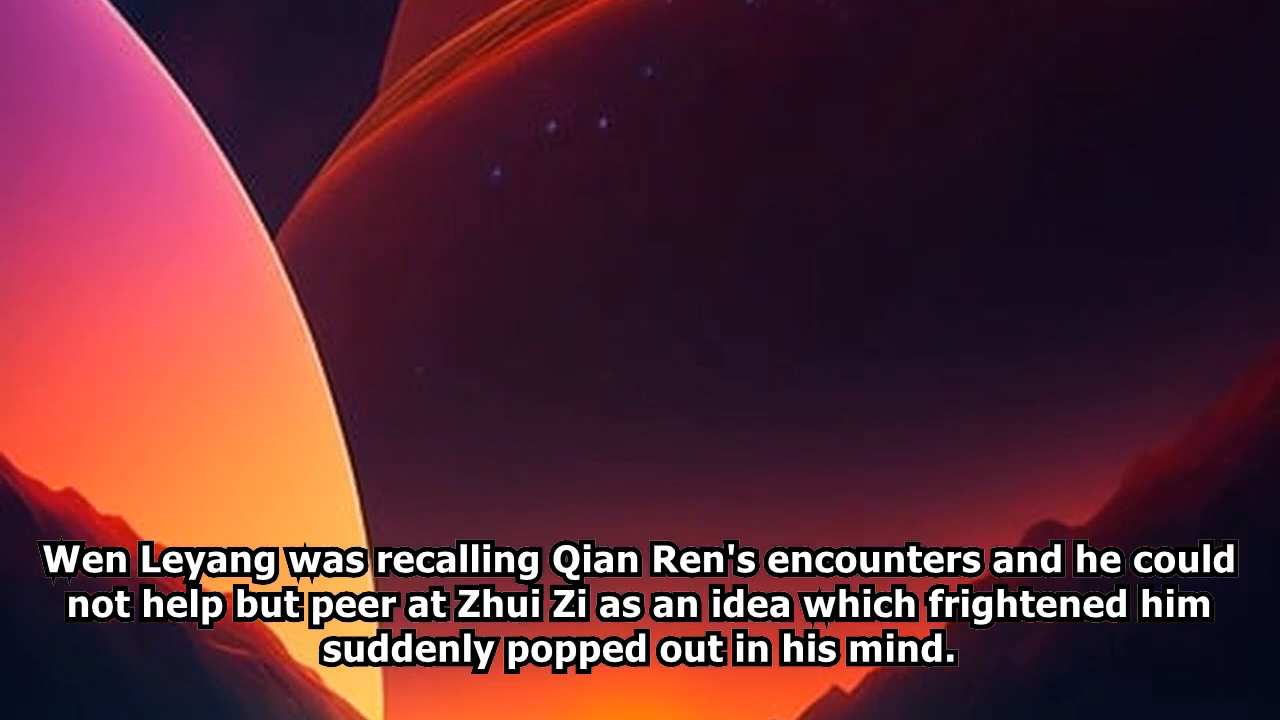 Wen Leyang was recalling Qian Ren's encounters and he could
not help but peer at Zhui Zi as an idea which frightened him
suddenly popped out in his mind.